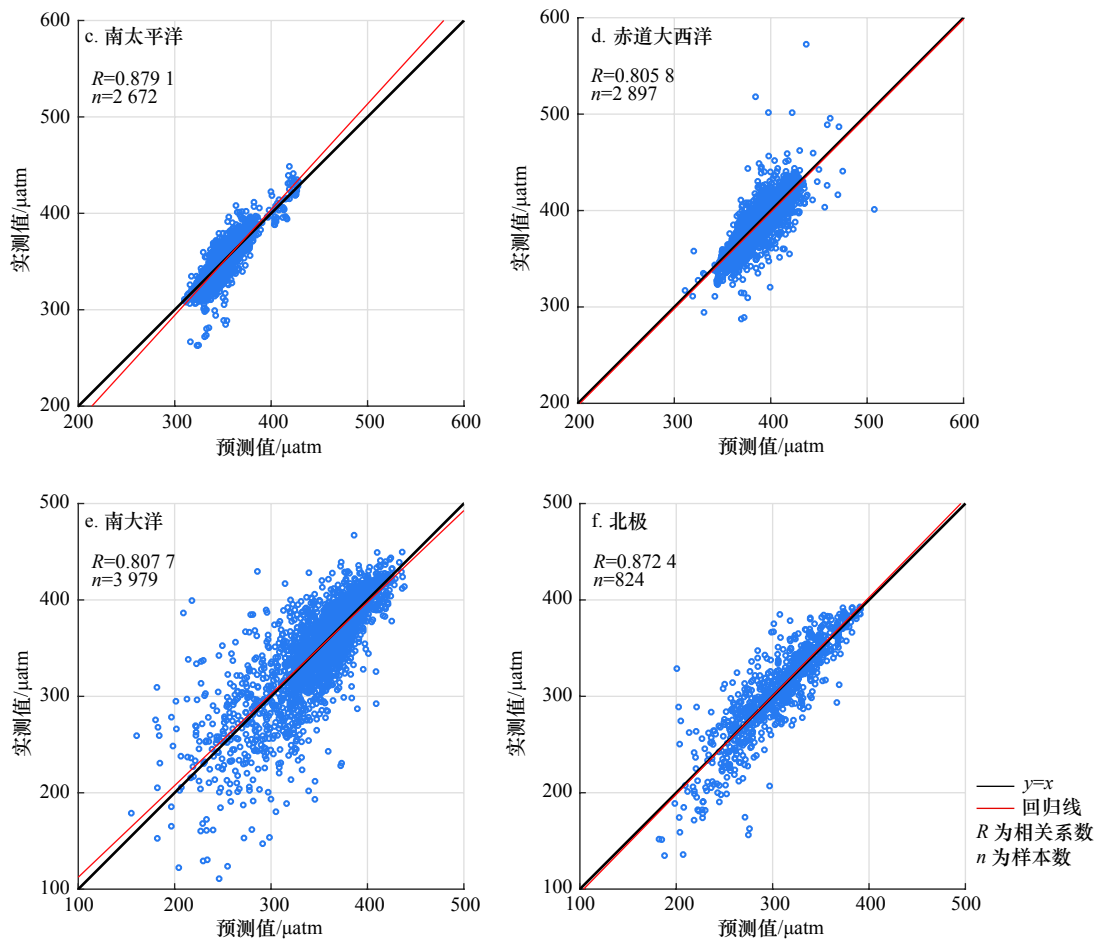 c. 南太平洋
R=0.879 1
n=2 672
600
500
400
300
200
200
300
400
500
600
实测值/μatm
预测值/μatm
d. 赤道大西洋
R=0.805 8
n=2 897
600
500
400
300
200
200
300
400
500
600
实测值/μatm
预测值/μatm
e. 南大洋
R=0.807 7
n=3 979
500
400
300
200
100
100
200
300
400
500
实测值/μatm
预测值/μatm
f. 北极
R=0.872 4
n=824
500
400
300
200
100
100
200
300
400
500
实测值/μatm
预测值/μatm
y=x
回归线
R 为相关系数
n 为样本数